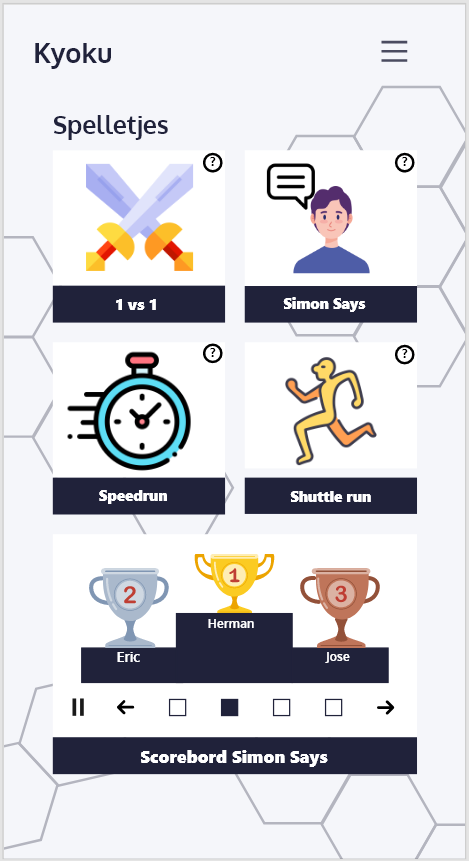 Kyoku
Spelletjes
?
?
1 vs 1
Simon Says
?
?
Speedrun
Shuttle run
1
2
3
Herman
Eric
Jose
Scorebord Simon Says